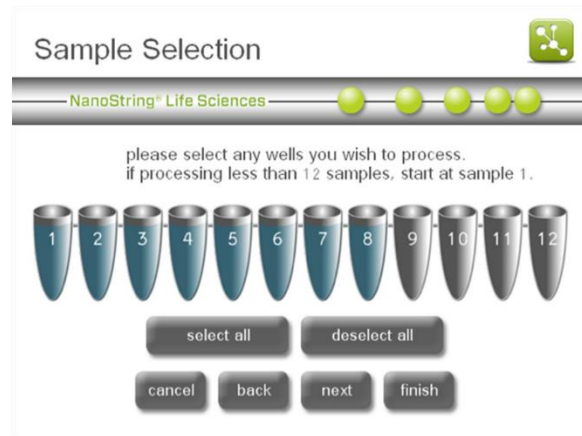 Sample Selection
NanoString® Life Sciences
please select any wells you wish to process.
if processing less than 12 samples, start at sample 1.
1 2 3 4 5 6 7 8 9 10 11 12
select all deselect all
cancel back next finish